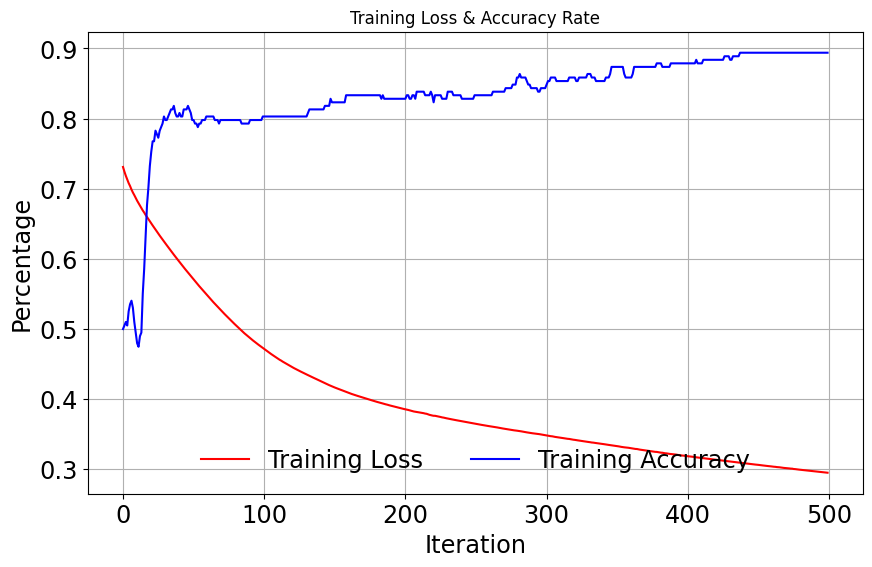 Training Loss & Accuracy Rate
0.9
0.8
0.7
0.6
0.5
0.4
0.3
Percentage
Training Loss
Training Accuracy
0
100
200
300
400
500
Iteration